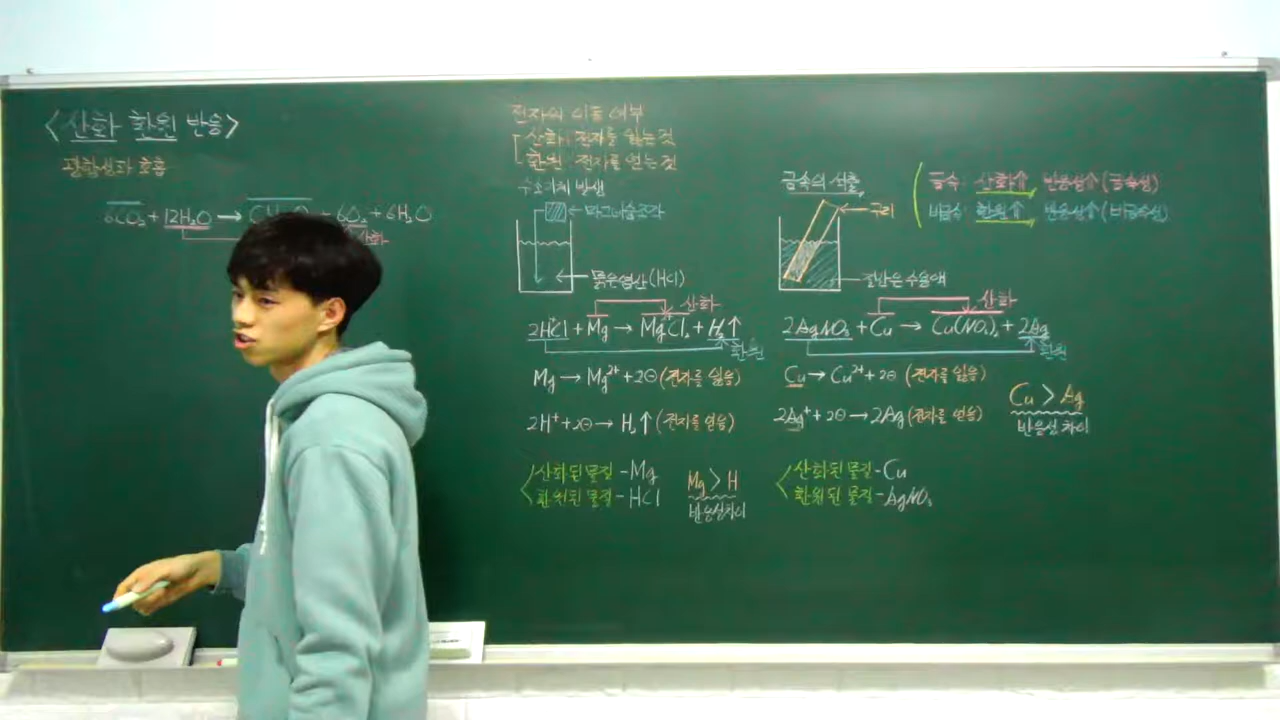 <산화 환원 반응>
광합성과 호흡
6CO₂ + 12H₂O → + 6O₂ + 6H₂O
산화
전자의 이동 여부
산화 : 전자를 잃는 것
환원 : 전자를 얻는 것
수소기체 발생
마그네슘조각
묽은염산(HCl)
산화
2HCl + Mg → MgCl₂ + H₂↑
환원
Mg → Mg²⁺ + 2⊖ (전자를 잃음)
2H⁺ + 2⊖ → H₂↑ (전자를 얻음)
산화된 물질 - Mg
환원된 물질 - HCl
Mg > H
반응성차이
금속의 석출
구리
질산은 수용액
산화
2AgNO₃ + Cu → Cu(NO₃)₂ + 2Ag
환원
Cu → Cu²⁺ + 2⊖ (전자를 잃음)
2Ag⁺ + 2⊖ → 2Ag (전자를 얻음)
산화된 물질 - Cu
환원된 물질 - AgNO₃
Cu > Ag
반응성 차이
금속 : 산화↑ 반응성↑ (금속성)
비금속 : 환원↑ 반응성↑ (비금속성)